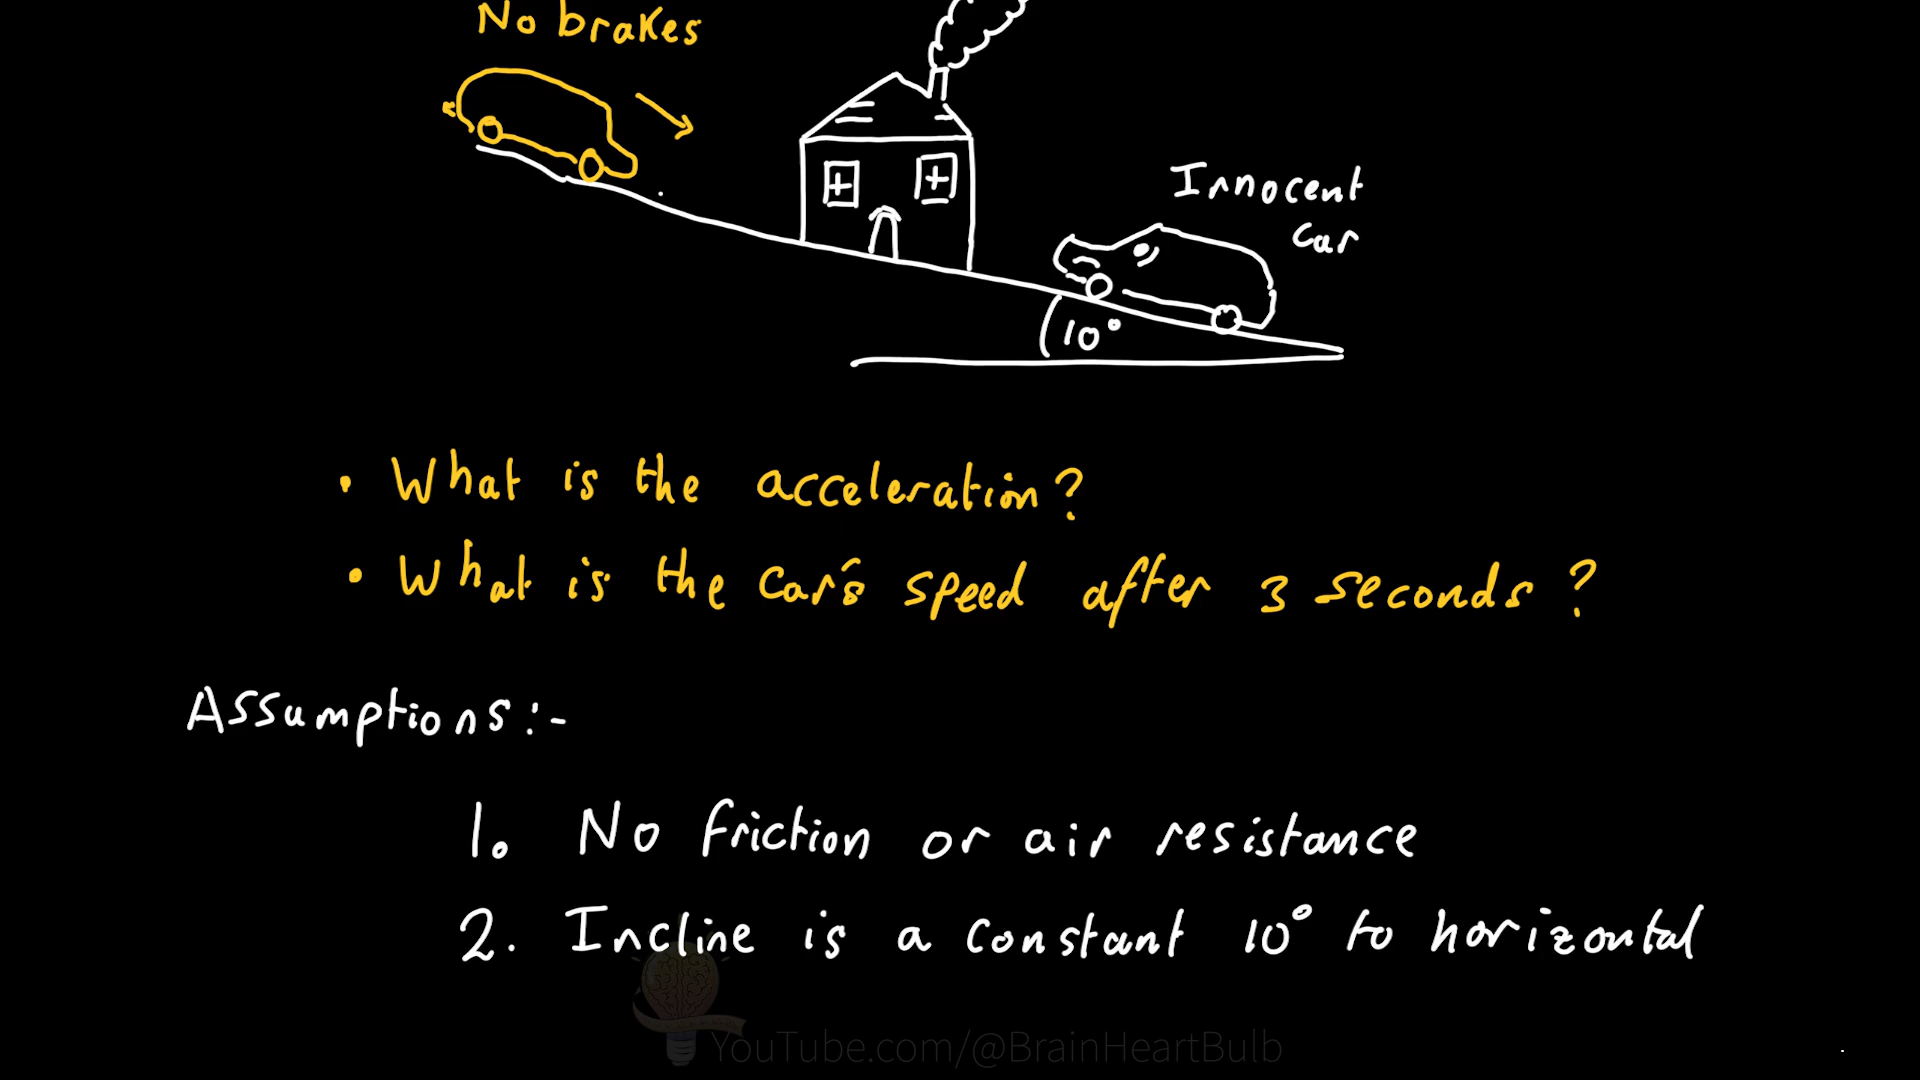 No brakes
Innocent
car
10°
• What is the acceleration?
• What is the car's speed after 3 seconds?
Assumptions:-
1. No friction or air resistance
2. Incline is a constant 10° to horizontal
YouTube.com/@BrainHeartBulb